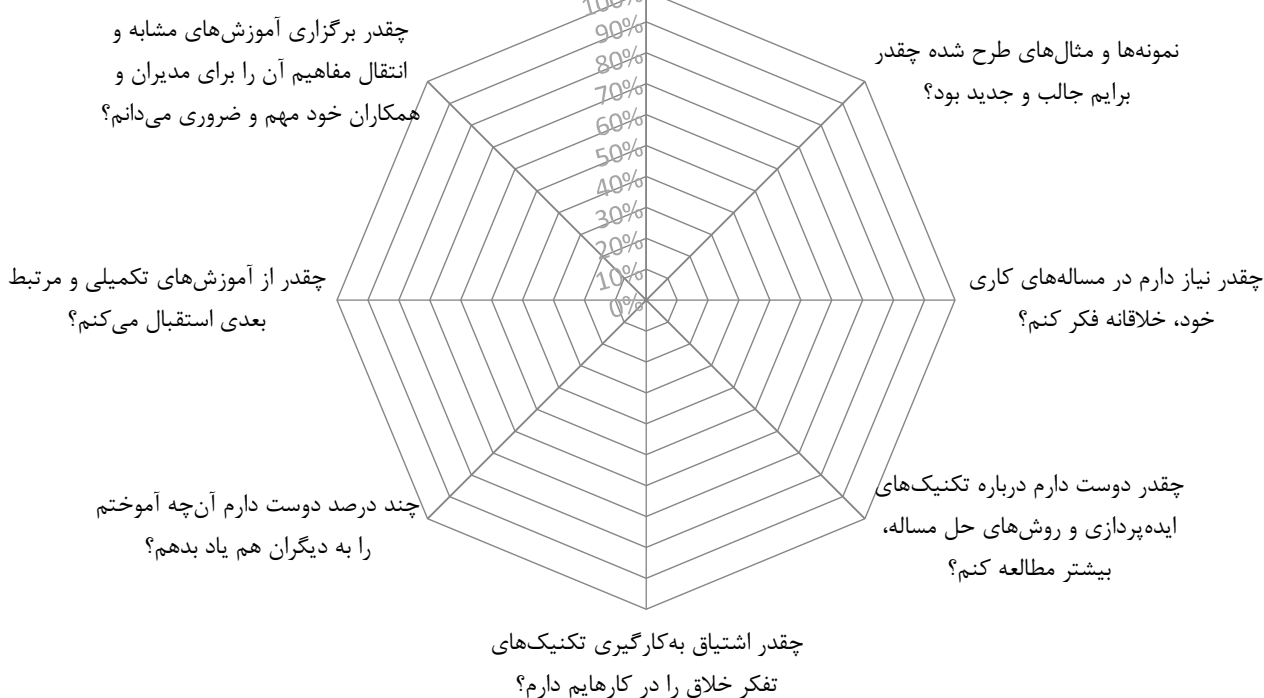 100%
90%
80%
70%
60%
50%
40%
30%
20%
10%
0%
نمونه‌ها و مثال‌های طرح شده چقدر
برایم جالب و جدید بود؟
چقدر نیاز دارم در مساله‌های کاری
خود، خلاقانه فکر کنم؟
چقدر دوست دارم درباره تکنیک‌های
ایده‌پردازی و روش‌های حل مساله،
بیشتر مطالعه کنم؟
چقدر اشتیاق به‌کارگیری تکنیک‌های
تفکر خلاق را در کارهایم دارم؟
چند درصد دوست دارم آن‌چه آموختم
را به دیگران هم یاد بدهم؟
چقدر از آموزش‌های تکمیلی و مرتبط
بعدی استقبال می‌کنم؟
چقدر برگزاری آموزش‌های مشابه و
انتقال مفاهیم آن را برای مدیران و
همکاران خود مهم و ضروری می‌دانم؟